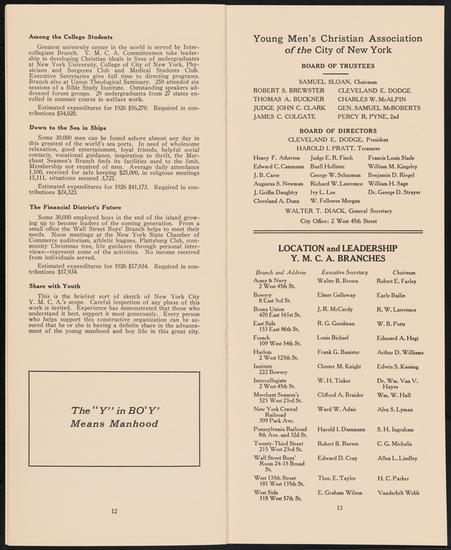 Among the College Students
Greatest university center in the world is served by Inter-
collegiate Branch. Y. M. C. A. Committeemen take leader-
ship in developing Christian ideals in lives of undergraduates
at New York University, College of City of New York, Phy-
sicians and Surgeons Club and Medical Student Club.
Executive Secretaries give full time to directing programs.
Branch also at Union Theological Seminary. 250 attended six
sessions of a Bible Study Institute. Outstanding speakers ad-
dressed forum groups. 29 undergraduates from 27 states en-
rolled in summer course in welfare work.
Estimated expenditures for 1926 $56,270. Required in con-
tributions $34,020.
Down to the Sea in Ships
Some 30,000 men can be found ashore almost any day in
this greatest of the world's sea ports. In need of wholesome
relaxation, good entertainment, loyal friends, helpful social
contacts, vocational guidance, inspiration to thrift, the Mer-
chant Seamen's Branch finds its facilities used to the limit.
Membership not required of men. Average daily attendance
1,100, received for safe keeping $25,000, in religious meetings
15,111, situations secured 3,721.
Estimated expenditures for 1926 $41,173. Required in con-
tributions $24,323.
The Financial District's Future
Some 30,000 employed boys in the end of the island grow-
ing up to become leaders of the coming generation. From a
small office the Wall Street Boys' Branch helps to meet their
needs. Noon meetings at the New York State Chamber of
Commerce auditorium, athletic leagues, Plattsburg Club, com-
munity Christmas tree, life guidance through personal inter-
views—represent some of the activities. No income received
from individuals served.
Estimated expenditures for 1926 $17,934. Required in con-
tributions $17,934.
Share with Youth
This is the briefest sort of sketch of New York City
Y. M. C. A.'s scope. Careful inspection of any phase of this
work is invited. Experience has demonstrated that those who
understand it best, support it most generously. Every person
who helps support this constructive organization can be as-
sured that he or she is having a definite share in the advance-
ment of the young manhood and boy life in this great city.
The "Y" in BO'Y'
Means Manhood
12
Young Men's Christian Association
of the City of New York
BOARD OF TRUSTEES
SAMUEL SLOAN, Chairman
ROBERT S. BREWSTER CLEVELAND E. DODGE
THOMAS A. BUCKNER CHARLES W. McALPIN
JUDGE JOHN C. CLARK GEN. SAMUEL McROBERTS
JAMES C. COLGATE PERCY R. PYNE, 2nd
BOARD OF DIRECTORS
CLEVELAND E. DODGE, President
HAROLD I. PRATT, Treasurer
Henry F. Atherton Judge E. R. Finch Francis Louis Slade
Edward C. Cammann Buell Hollister William M. Kingsley
J. B. Carse George W. Schurman Benjamin D. Riegel
Augustus S. Newman Richard W. Lawrence William H. Sage
J. Griffin Daughtry Ivy L. Lee Dr. George D. Strayer
Cleveland A. Dunn W. Fellowes Morgan
WALTER T. DIACK, General Secretary
City Office: 2 West 45th Street
LOCATION and LEADERSHIP
Y. M. C. A. BRANCHES
Branch and Address Executive Secretary Chairman
Army & Navy Walter B. Brown Robert E. Farley
2 West 45th St.
Bowery Elmer Galloway Earle Bailie
8 East 3rd St.
Bronx Union J. R. McCurdy R. W. Lawrence
470 East 161st St.
East Side R. G. Goodman W. B. Potts
153 East 86th St.
French Louis Bichsel Edouard A. Hegi
109 West 54th St.
Harlem Frank G. Banister Arthur D. Williams
2 West 125th St.
Institute Chester M. Knight Edwin S. Kassing
222 Bowery
Intercollegiate W. H. Tinker Dr. Wm. Van V.
2 West 45th St. Hayes
Merchant Seamen's Clifford A. Braider Wm. W. Hall
525 West 23rd St.
New York Central Ward W. Adair Alex S. Lyman
Railroad
309 Park Ave.
Pennsylvania Railroad Harold I. Dammann S. H. Ingraham
8th Ave. and 32d St.
Twenty-Third Street Robert B. Reeves C. G. Michalis
215 West 23rd St.
Wall Street Boys' Edward D. Cray Allen L. Lindley
Room 24-15 Broad
St.
West 135th Street Thos. E. Taylor H. C. Parker
181 West 135th St.
West Side E. Graham Wilson Vanderbilt Webb
318 West 57th St.
13